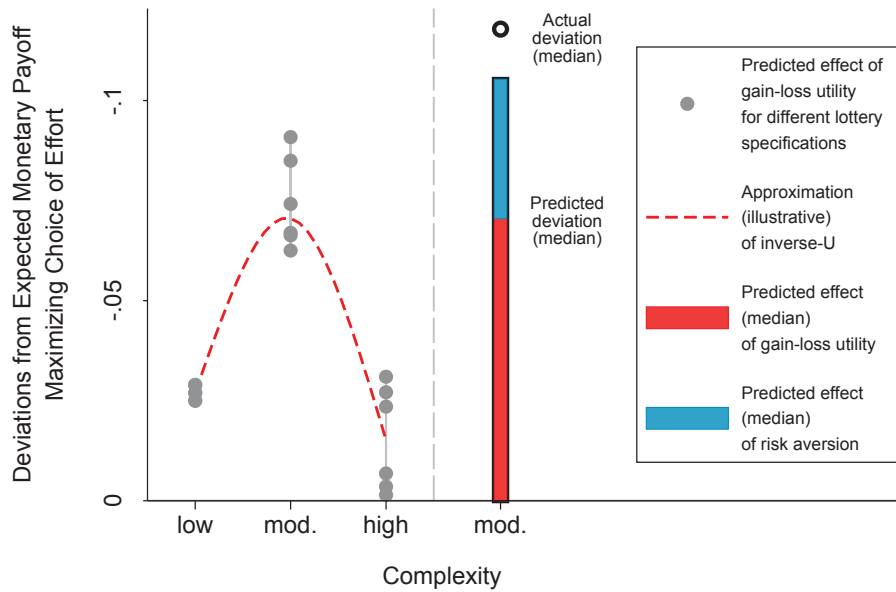 Deviations from Expected Monetary Payoff
Maximizing Choice of Effort
-.1
-.05
0
low
mod.
high
mod.
Complexity
Actual
deviation
(median)
Predicted
deviation
(median)
Predicted effect of
gain-loss utility
for different lottery
specifications
Approximation
(illustrative)
of inverse-U
Predicted effect
(median)
of gain-loss utility
Predicted effect
(median)
of risk aversion